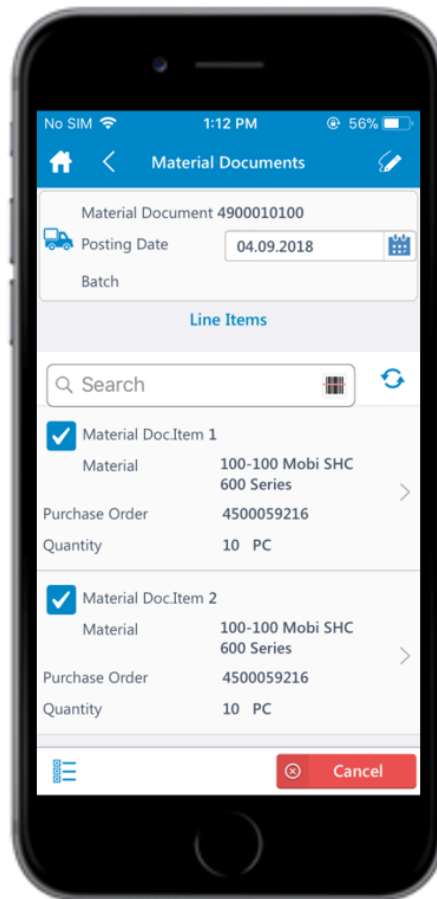 No SIM 1:12 PM 56%
Material Documents
Material Document 4900010100
Posting Date 04.09.2018
Batch
Line Items
Search
Material Doc.Item 1
Material 100-100 Mobi SHC
600 Series
Purchase Order 4500059216
Quantity 10 PC
Material Doc.Item 2
Material 100-100 Mobi SHC
600 Series
Purchase Order 4500059216
Quantity 10 PC
Cancel